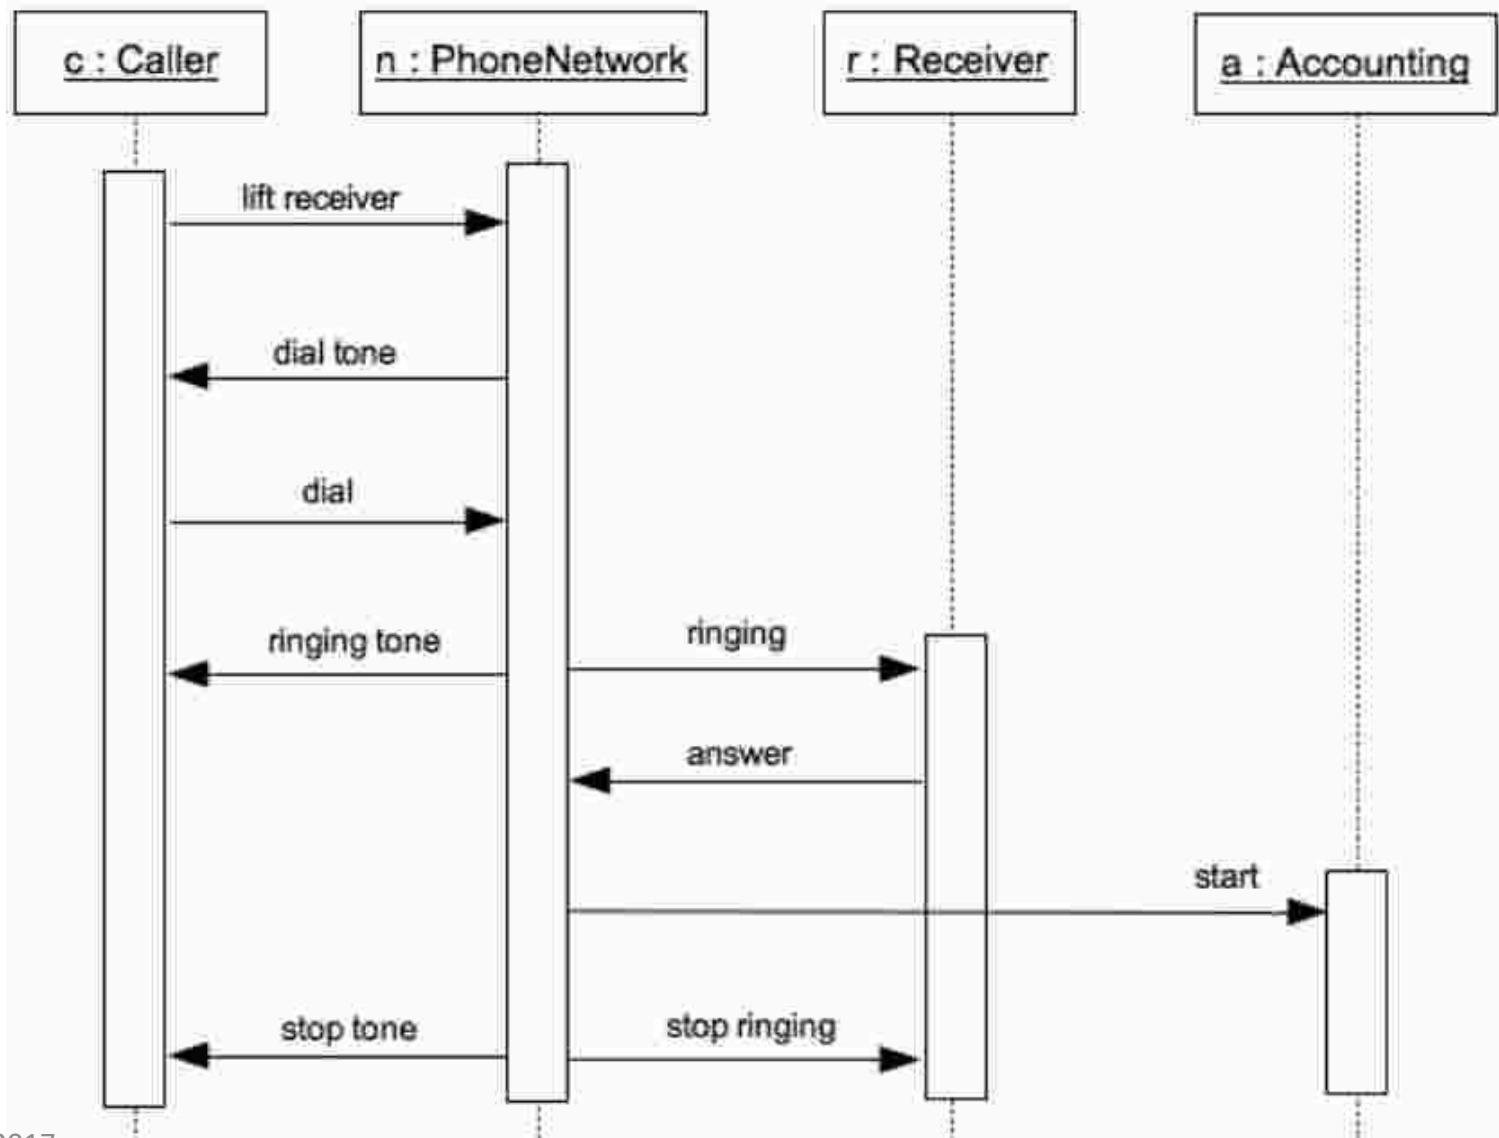 c : Caller
n : PhoneNetwork
r : Receiver
a : Accounting
lift receiver
dial tone
dial
ringing tone
ringing
answer
start
stop tone
stop ringing